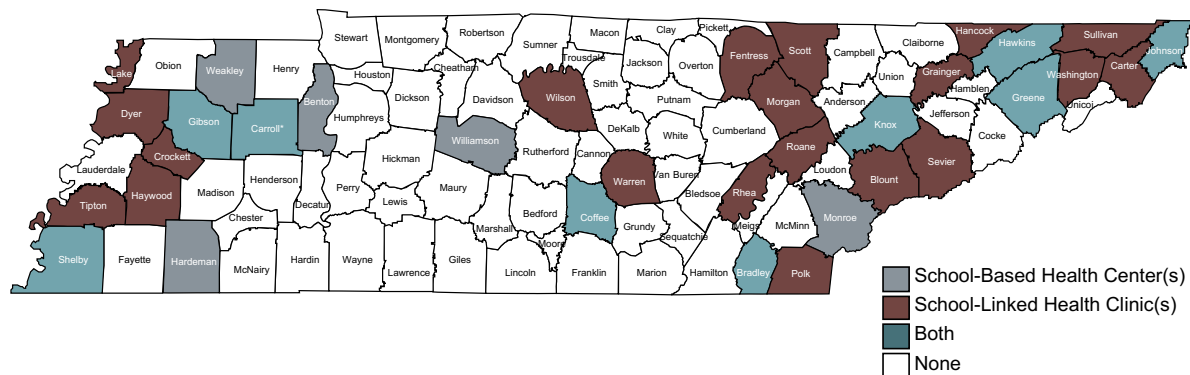 Stewart
Montgomery
Robertson
Sumner
Macon
Clay
Pickett
Trousdale
Obion
Weakley
Henry
Lake
Houston
Cheatham
Smith
Jackson
Overton
Fentress
Scott
Campbell
Claiborne
Hancock
Hawkins
Sullivan
Johnson
Union
Grainger
Hamblen
Washington
Carter
Dyer
Gibson
Carroll*
Benton
Humphreys
Dickson
Davidson
Wilson
Putnam
Morgan
Anderson
Jefferson
Greene
Unicoi
Williamson
DeKalb
White
Cumberland
Knox
Cocke
Lauderdale
Crockett
Hickman
Rutherford
Cannon
Roane
Loudon
Sevier
Blount
Tipton
Haywood
Madison
Henderson
Decatur
Perry
Lewis
Maury
Warren
Van Buren
Bledsoe
Rhea
Chester
Bedford
Coffee
Grundy
Sequatchie
Meigs
McMinn
Monroe
Marshall
Moore
Shelby
Fayette
Hardeman
McNairy
Hardin
Wayne
Lawrence
Giles
Lincoln
Franklin
Marion
Hamilton
Bradley
Polk
School-Based Health Center(s)
School-Linked Health Clinic(s)
Both
None